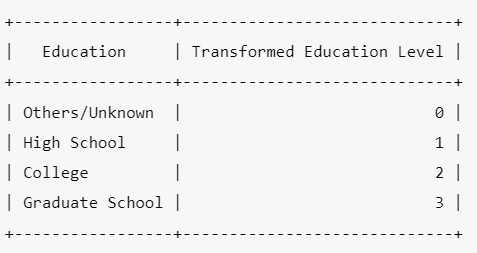 +----------------+---------------------------+
|   Education     | Transformed Education Level |
+----------------+---------------------------+
| Others/Unknown  |                           0 |
| High School     |                           1 |
| College         |                           2 |
| Graduate School |                           3 |
+----------------+---------------------------+